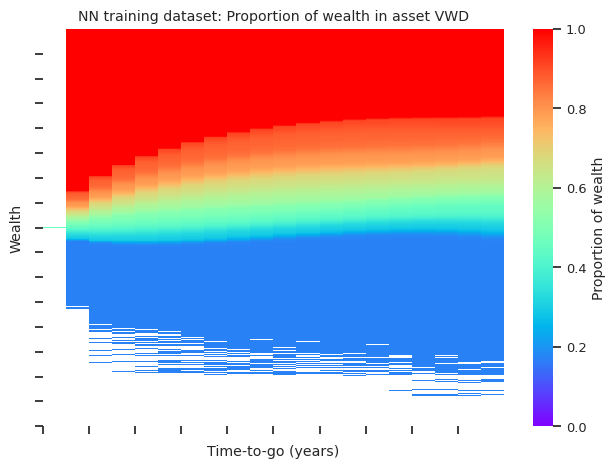 NN training dataset: Proportion of wealth in asset VWD
1.0
0.8
0.6
0.4
0.2
0.0
Proportion of wealth
Wealth
Time-to-go (years)